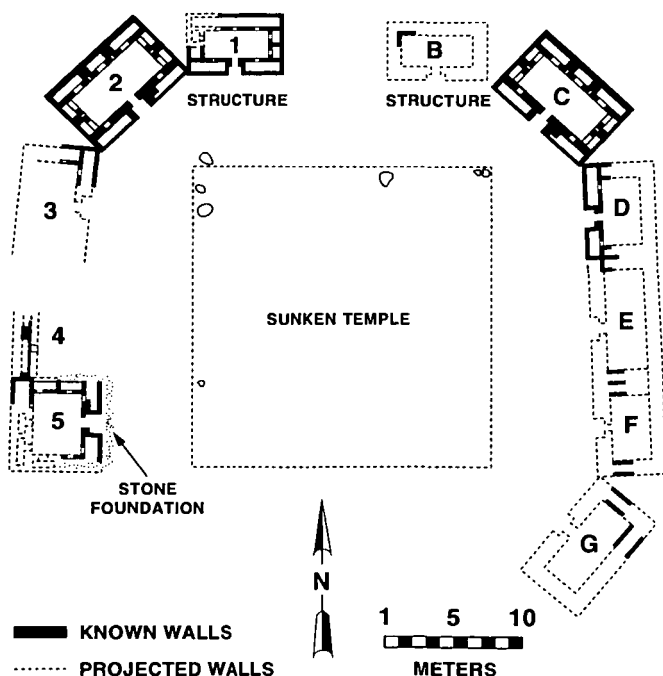 1
2
STRUCTURE
B
C
STRUCTURE
3
D
4
SUNKEN TEMPLE
E
5
F
STONE
FOUNDATION
G
N
1 5 10
METERS
KNOWN WALLS
PROJECTED WALLS